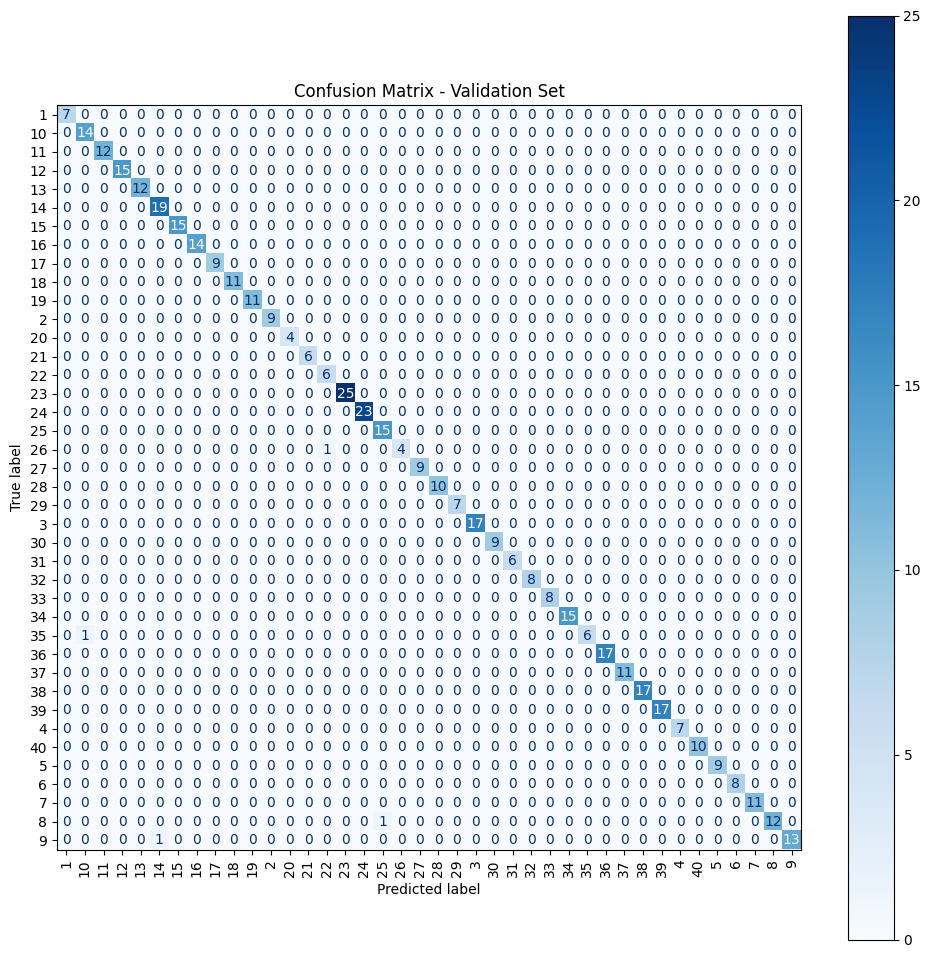 Confusion Matrix - Validation Set
1 7 0 0 0 0 0 0 0 0 0 0 0 0 0 0 0 0 0 0 0 0 0 0 0 0 0 0 0 0 0 0 0 0 0 0 0 0 0 0 0
10 0 14 0 0 0 0 0 0 0 0 0 0 0 0 0 0 0 0 0 0 0 0 0 0 0 0 0 0 0 0 0 0 0 0 0 0 0 0 0 0
11 0 0 12 0 0 0 0 0 0 0 0 0 0 0 0 0 0 0 0 0 0 0 0 0 0 0 0 0 0 0 0 0 0 0 0 0 0 0 0 0
12 0 0 0 15 0 0 0 0 0 0 0 0 0 0 0 0 0 0 0 0 0 0 0 0 0 0 0 0 0 0 0 0 0 0 0 0 0 0 0 0
13 0 0 0 0 12 0 0 0 0 0 0 0 0 0 0 0 0 0 0 0 0 0 0 0 0 0 0 0 0 0 0 0 0 0 0 0 0 0 0 0
14 0 0 0 0 0 19 0 0 0 0 0 0 0 0 0 0 0 0 0 0 0 0 0 0 0 0 0 0 0 0 0 0 0 0 0 0 0 0 0 0
15 0 0 0 0 0 0 15 0 0 0 0 0 0 0 0 0 0 0 0 0 0 0 0 0 0 0 0 0 0 0 0 0 0 0 0 0 0 0 0 0
16 0 0 0 0 0 0 0 14 0 0 0 0 0 0 0 0 0 0 0 0 0 0 0 0 0 0 0 0 0 0 0 0 0 0 0 0 0 0 0 0
17 0 0 0 0 0 0 0 0 9 0 0 0 0 0 0 0 0 0 0 0 0 0 0 0 0 0 0 0 0 0 0 0 0 0 0 0 0 0 0 0
18 0 0 0 0 0 0 0 0 0 11 0 0 0 0 0 0 0 0 0 0 0 0 0 0 0 0 0 0 0 0 0 0 0 0 0 0 0 0 0 0
19 0 0 0 0 0 0 0 0 0 0 11 0 0 0 0 0 0 0 0 0 0 0 0 0 0 0 0 0 0 0 0 0 0 0 0 0 0 0 0 0
2 0 0 0 0 0 0 0 0 0 0 0 9 0 0 0 0 0 0 0 0 0 0 0 0 0 0 0 0 0 0 0 0 0 0 0 0 0 0 0 0
20 0 0 0 0 0 0 0 0 0 0 0 0 4 0 0 0 0 0 0 0 0 0 0 0 0 0 0 0 0 0 0 0 0 0 0 0 0 0 0 0
21 0 0 0 0 0 0 0 0 0 0 0 0 0 6 0 0 0 0 0 0 0 0 0 0 0 0 0 0 0 0 0 0 0 0 0 0 0 0 0 0
22 0 0 0 0 0 0 0 0 0 0 0 0 0 0 6 0 0 0 0 0 0 0 0 0 0 0 0 0 0 0 0 0 0 0 0 0 0 0 0 0
23 0 0 0 0 0 0 0 0 0 0 0 0 0 0 0 25 0 0 0 0 0 0 0 0 0 0 0 0 0 0 0 0 0 0 0 0 0 0 0 0
24 0 0 0 0 0 0 0 0 0 0 0 0 0 0 0 0 23 0 0 0 0 0 0 0 0 0 0 0 0 0 0 0 0 0 0 0 0 0 0 0
25 0 0 0 0 0 0 0 0 0 0 0 0 0 0 0 0 0 15 0 0 0 0 0 0 0 0 0 0 0 0 0 0 0 0 0 0 0 0 0 0
26 0 0 0 0 0 0 0 0 0 0 0 0 0 0 1 0 0 0 4 0 0 0 0 0 0 0 0 0 0 0 0 0 0 0 0 0 0 0 0 0
27 0 0 0 0 0 0 0 0 0 0 0 0 0 0 0 0 0 0 0 9 0 0 0 0 0 0 0 0 0 0 0 0 0 0 0 0 0 0 0 0
28 0 0 0 0 0 0 0 0 0 0 0 0 0 0 0 0 0 0 0 0 10 0 0 0 0 0 0 0 0 0 0 0 0 0 0 0 0 0 0 0
29 0 0 0 0 0 0 0 0 0 0 0 0 0 0 0 0 0 0 0 0 0 7 0 0 0 0 0 0 0 0 0 0 0 0 0 0 0 0 0 0
3 0 0 0 0 0 0 0 0 0 0 0 0 0 0 0 0 0 0 0 0 0 0 17 0 0 0 0 0 0 0 0 0 0 0 0 0 0 0 0 0
30 0 0 0 0 0 0 0 0 0 0 0 0 0 0 0 0 0 0 0 0 0 0 0 9 0 0 0 0 0 0 0 0 0 0 0 0 0 0 0 0
31 0 0 0 0 0 0 0 0 0 0 0 0 0 0 0 0 0 0 0 0 0 0 0 0 6 0 0 0 0 0 0 0 0 0 0 0 0 0 0 0
32 0 0 0 0 0 0 0 0 0 0 0 0 0 0 0 0 0 0 0 0 0 0 0 0 0 8 0 0 0 0 0 0 0 0 0 0 0 0 0 0
33 0 0 0 0 0 0 0 0 0 0 0 0 0 0 0 0 0 0 0 0 0 0 0 0 0 0 8 0 0 0 0 0 0 0 0 0 0 0 0 0
34 0 0 0 0 0 0 0 0 0 0 0 0 0 0 0 0 0 0 0 0 0 0 0 0 0 0 0 15 0 0 0 0 0 0 0 0 0 0 0 0
35 0 1 0 0 0 0 0 0 0 0 0 0 0 0 0 0 0 0 0 0 0 0 0 0 0 0 0 0 6 0 0 0 0 0 0 0 0 0 0 0
36 0 0 0 0 0 0 0 0 0 0 0 0 0 0 0 0 0 0 0 0 0 0 0 0 0 0 0 0 0 17 0 0 0 0 0 0 0 0 0 0
37 0 0 0 0 0 0 0 0 0 0 0 0 0 0 0 0 0 0 0 0 0 0 0 0 0 0 0 0 0 0 11 0 0 0 0 0 0 0 0 0
38 0 0 0 0 0 0 0 0 0 0 0 0 0 0 0 0 0 0 0 0 0 0 0 0 0 0 0 0 0 0 0 17 0 0 0 0 0 0 0 0
39 0 0 0 0 0 0 0 0 0 0 0 0 0 0 0 0 0 0 0 0 0 0 0 0 0 0 0 0 0 0 0 0 17 0 0 0 0 0 0 0
4 0 0 0 0 0 0 0 0 0 0 0 0 0 0 0 0 0 0 0 0 0 0 0 0 0 0 0 0 0 0 0 0 0 7 0 0 0 0 0 0
40 0 0 0 0 0 0 0 0 0 0 0 0 0 0 0 0 0 0 0 0 0 0 0 0 0 0 0 0 0 0 0 0 0 0 10 0 0 0 0 0
5 0 0 0 0 0 0 0 0 0 0 0 0 0 0 0 0 0 0 0 0 0 0 0 0 0 0 0 0 0 0 0 0 0 0 0 9 0 0 0 0
6 0 0 0 0 0 0 0 0 0 0 0 0 0 0 0 0 0 0 0 0 0 0 0 0 0 0 0 0 0 0 0 0 0 0 0 0 8 0 0 0
7 0 0 0 0 0 0 0 0 0 0 0 0 0 0 0 0 0 0 0 0 0 0 0 0 0 0 0 0 0 0 0 0 0 0 0 0 0 11 0 0
8 0 0 0 0 0 0 0 0 0 0 0 0 0 0 0 0 0 1 0 0 0 0 0 0 0 0 0 0 0 0 0 0 0 0 0 0 0 0 12 0
9 0 0 0 0 0 1 0 0 0 0 0 0 0 0 0 0 0 0 0 0 0 0 0 0 0 0 0 0 0 0 0 0 0 0 0 0 0 0 0 13
True label
1 10 11 12 13 14 15 16 17 18 19 2 20 21 22 23 24 25 26 27 28 29 3 30 31 32 33 34 35 36 37 38 39 4 40 5 6 7 8 9
Predicted label
25
20
15
10
5
0